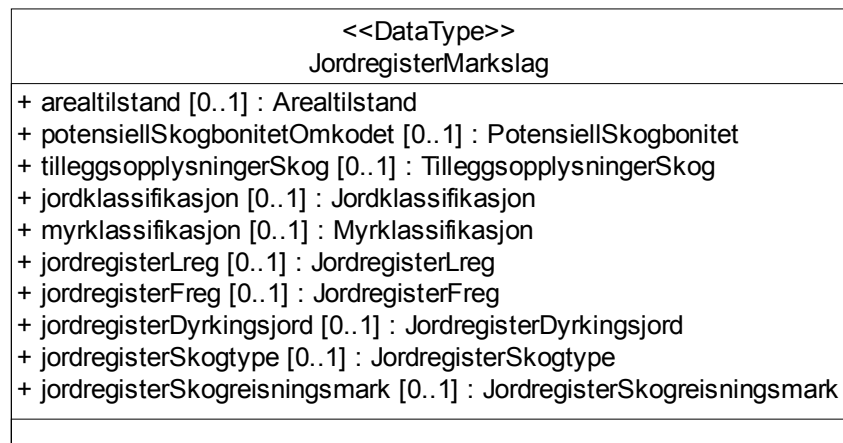 <<DataType>>
JordregisterMarkslag
+ arealtilstand [0..1] : Arealtilstand
+ potensiellSkogbonitetOmkodet [0..1] : PotensiellSkogbonitet
+ tilleggsopplysningerSkog [0..1] : TilleggsopplysningerSkog
+ jordklassifikasjon [0..1] : Jordklassifikasjon
+ myrklassifikasjon [0..1] : Myrklassifikasjon
+ jordregisterLreg [0..1] : JordregisterLreg
+ jordregisterFreg [0..1] : JordregisterFreg
+ jordregisterDyrkingsjord [0..1] : JordregisterDyrkingsjord
+ jordregisterSkogtype [0..1] : JordregisterSkogtype
+ jordregisterSkogreisningsmark [0..1] : JordregisterSkogreisningsmark